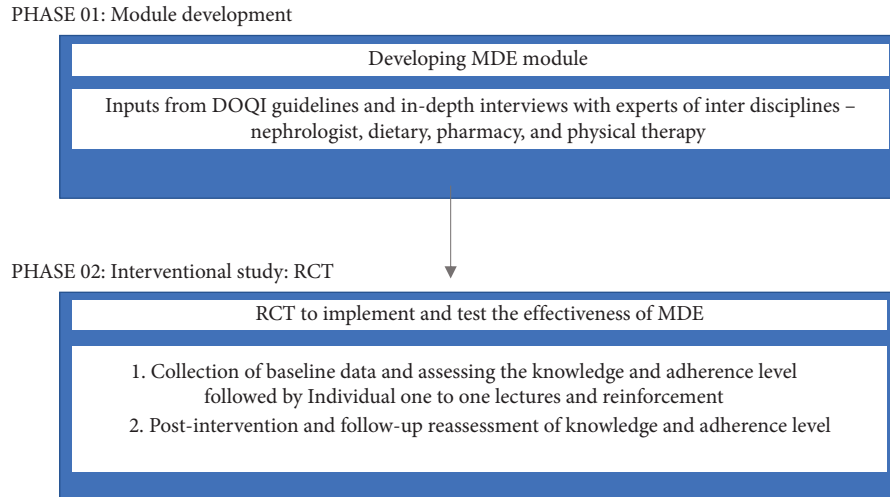 PHASE 01: Module development
Developing MDE module
Inputs from DOQI guidelines and in-depth interviews with experts of inter disciplines –
nephrologist, dietary, pharmacy, and physical therapy
PHASE 02: Interventional study: RCT
RCT to implement and test the effectiveness of MDE
1. Collection of baseline data and assessing the knowledge and adherence level
followed by Individual one to one lectures and reinforcement
2. Post-intervention and follow-up reassessment of knowledge and adherence level